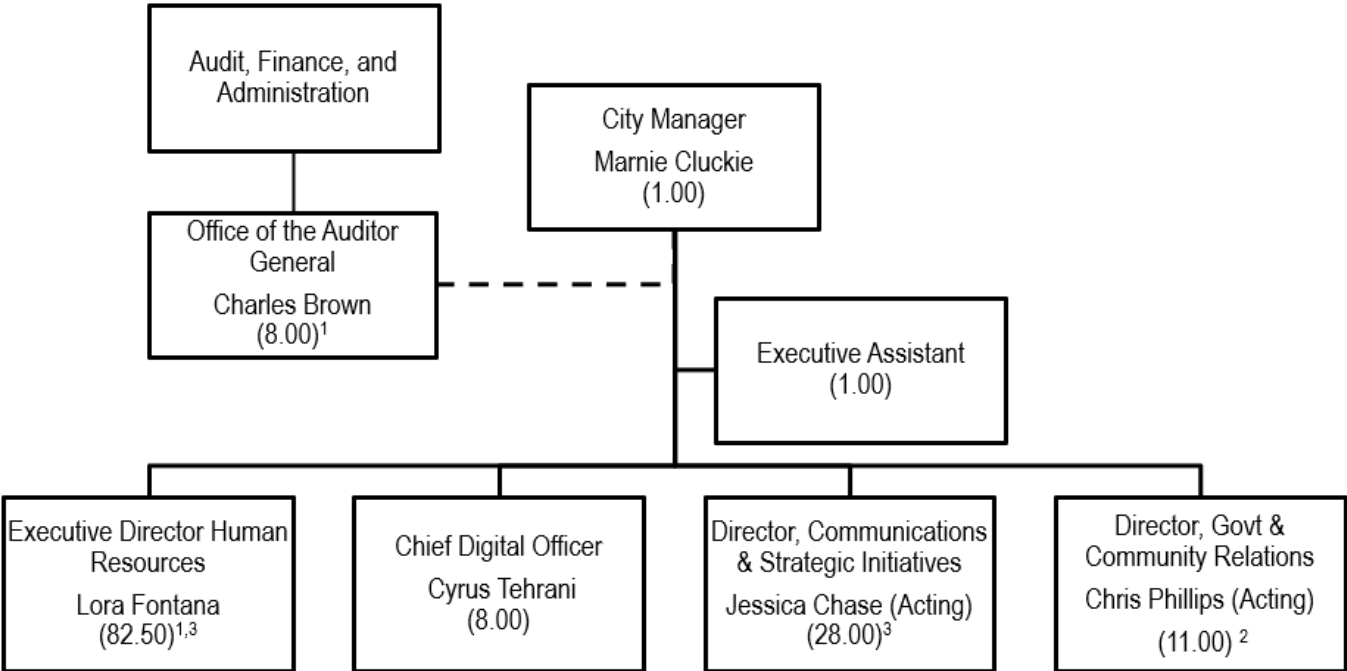 Audit, Finance, and
Administration
City Manager
Marnie Cluckie
(1.00)
Office of the Auditor
General
Charles Brown
(8.00)1
Executive Assistant
(1.00)
Executive Director Human
Resources
Lora Fontana
(82.50)1,3
Chief Digital Officer
Cyrus Tehrani
(8.00)
Director, Communications
& Strategic Initiatives
Jessica Chase (Acting)
(28.00)3
Director, Govt &
Community Relations
Chris Phillips (Acting)
(11.00) 2